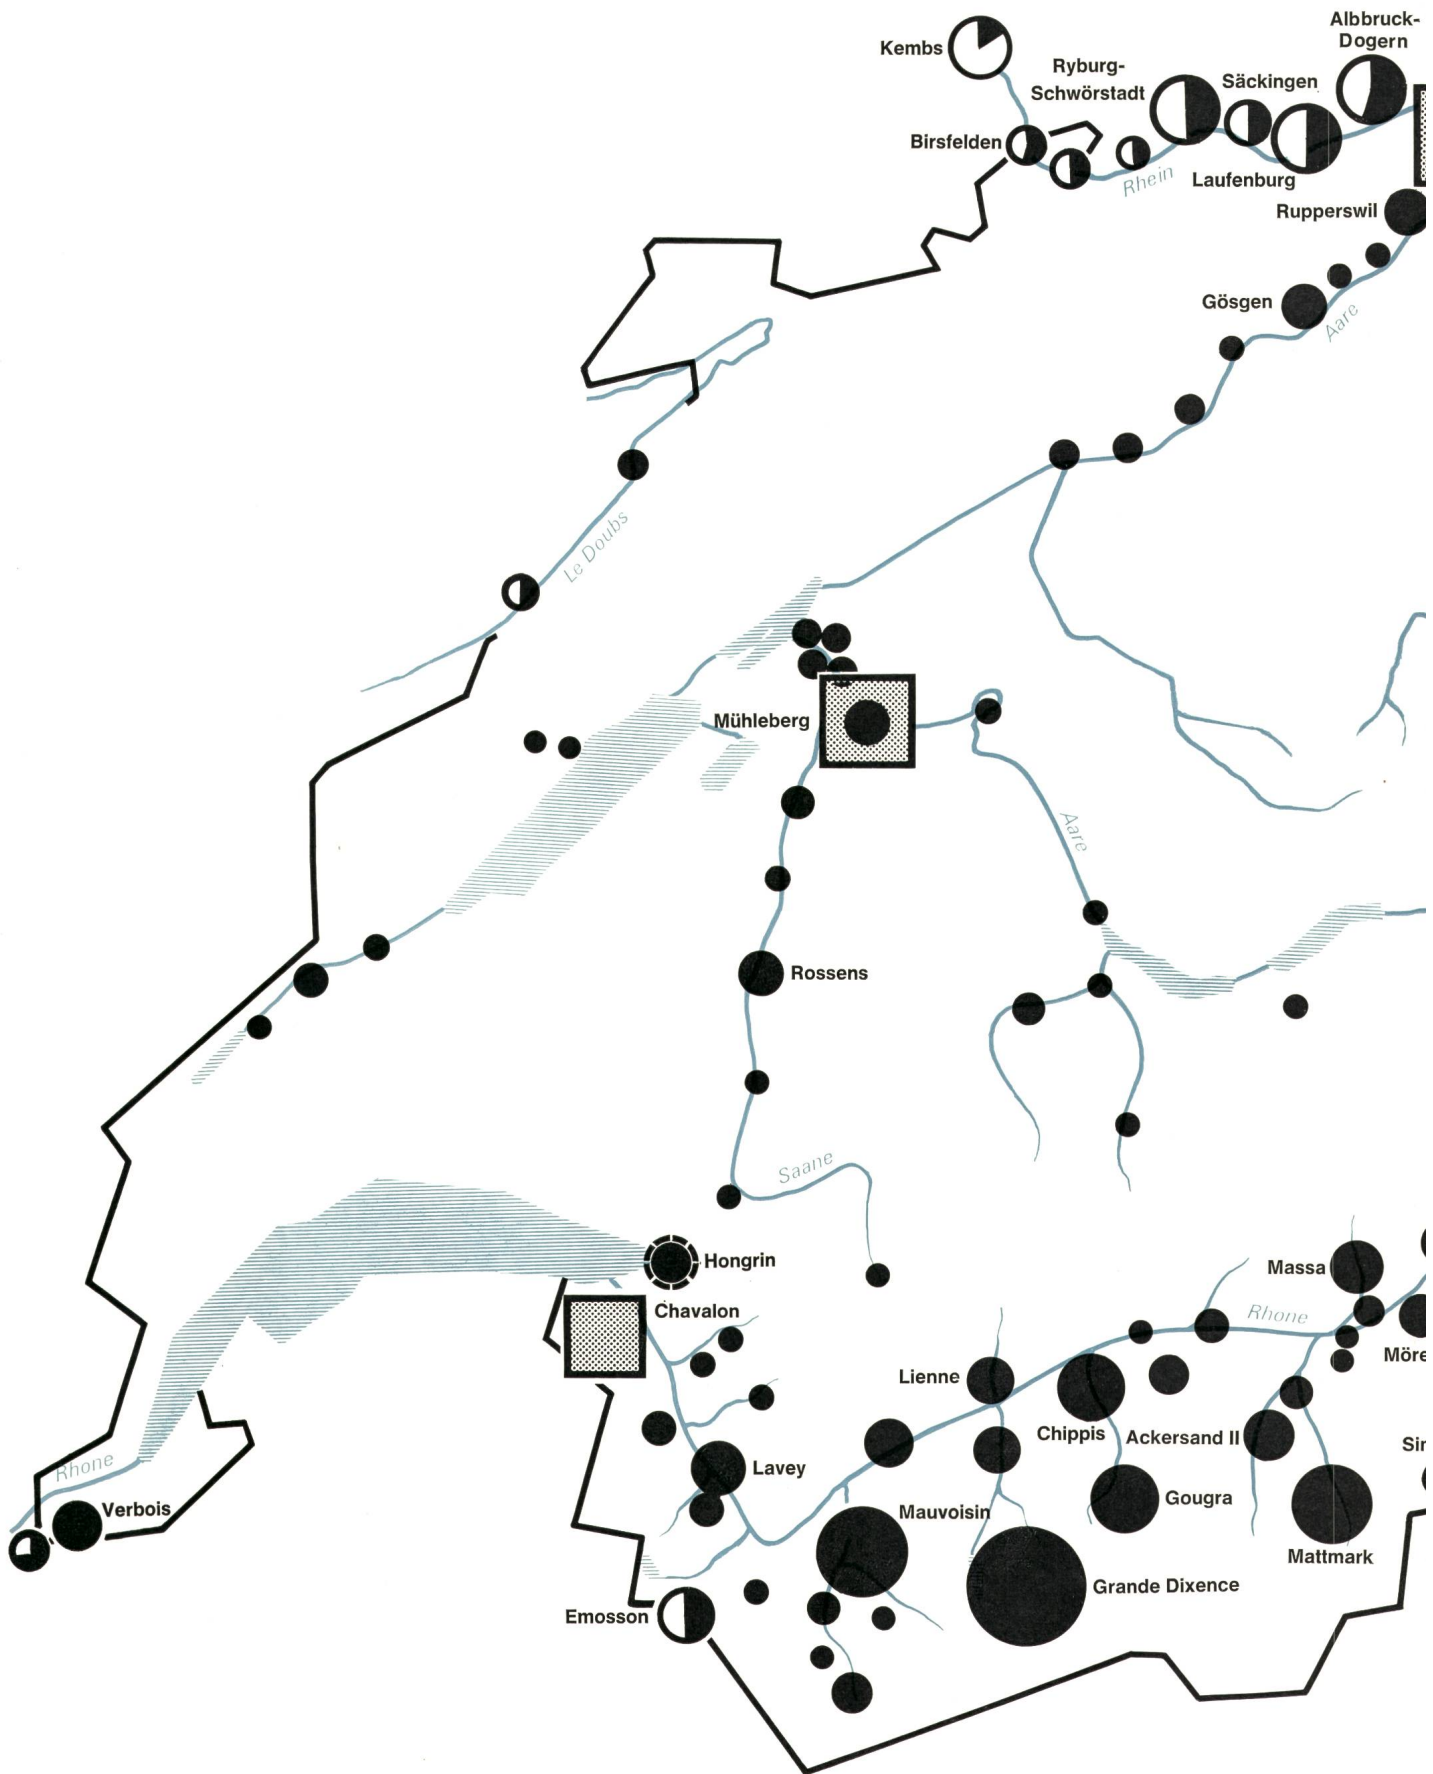 Albbruck-
Dogern
Kembs
Ryburg-
Schwörstadt
Säckingen
Birsfelden
Rhein
Laufenburg
Rupperswil
Gösgen
Aare
Le Doubs
Mühleberg
Aare
Rossens
Saane
Hongrin
Massa
Chavalon
Rhone
Möre
Lienne
Chippis
Ackersand II
Sir
Rhone
Lavey
Verbois
Gougra
Mauvoisin
Mattmark
Grande Dixence
Emosson